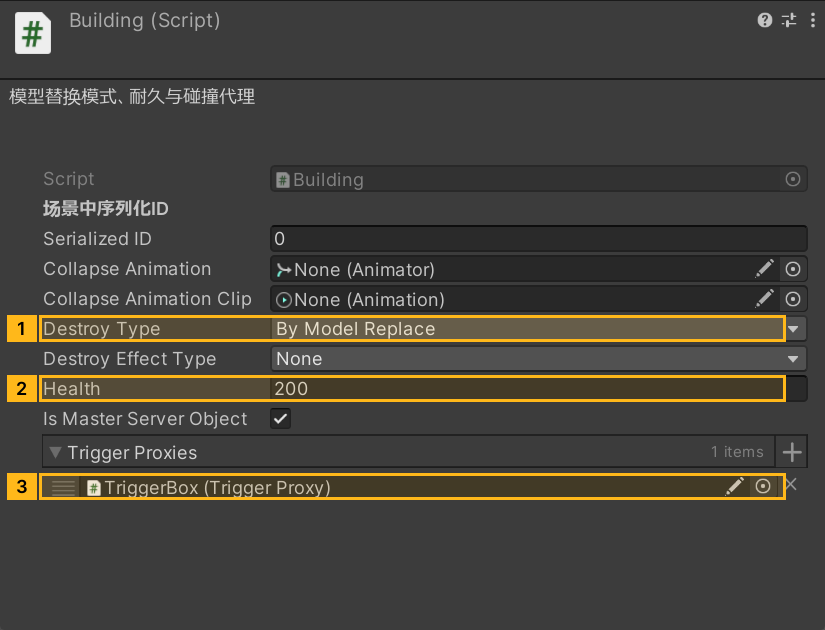 Building (Script)
模型替换模式、耐久与碰撞代理
Script
Building
场景中序列化ID
Serialized ID
0
Collapse Animation
None (Animator)
Collapse Animation Clip
None (Animation)
1
Destroy Type
By Model Replace
Destroy Effect Type
None
2
Health
200
Is Master Server Object
Trigger Proxies
1 items
3
TriggerBox (Trigger Proxy)